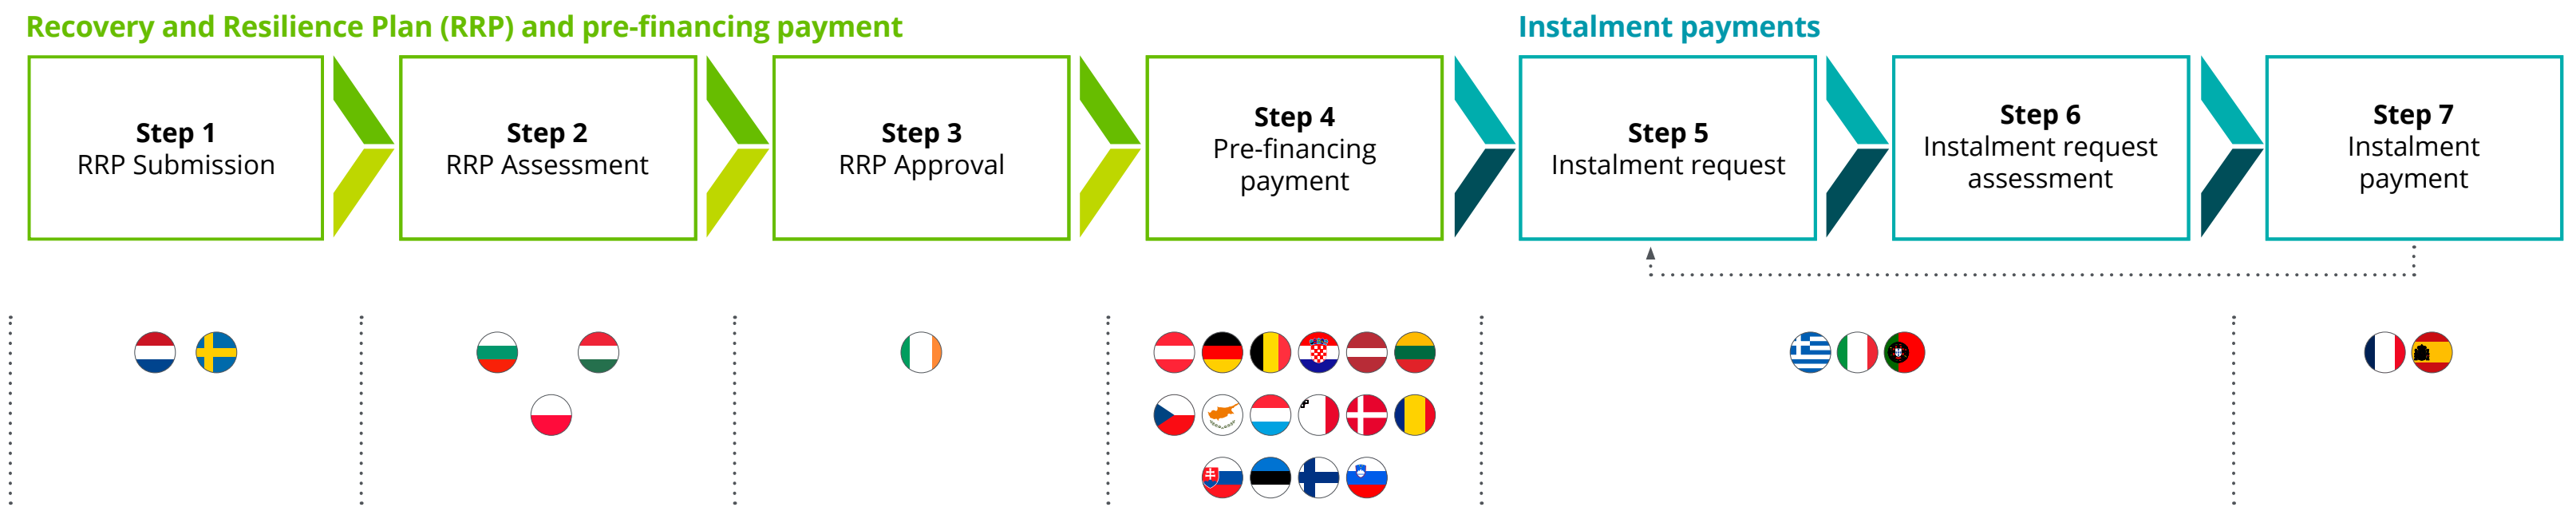 Recovery and Resilience Plan (RRP) and pre-financing payment
Instalment payments
Step 1
RRP Submission
Step 2
RRP Assessment
Step 3
RRP Approval
Step 4
Pre-financing
payment
Step 5
Instalment request
Step 6
Instalment request
assessment
Step 7
Instalment
payment